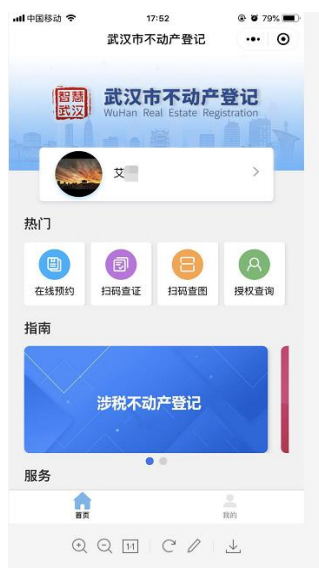 中国移动 17:52 79%
武汉市不动产登记
智慧武汉 武汉市不动产登记
WuHan Real Estate Registration
艾
热门
在线预约 扫码查证 扫码查图 授权查询
指南
涉税不动产登记
服务
首页 我的
1:1